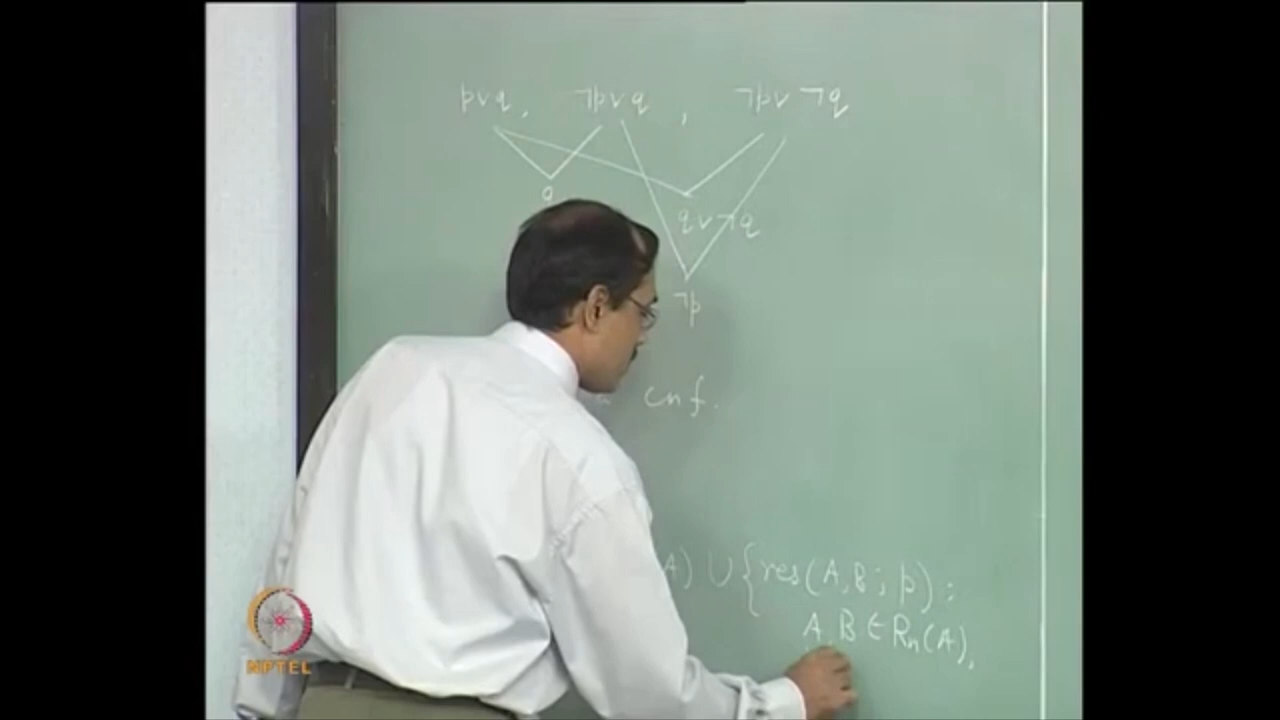 p∨q, ¬p∨q, ¬p∨¬q
q
q∨¬q
¬p
cnf.
A) ∪ {res(A,B; p) :
A, B ∈ Rn(A),
NPTEL